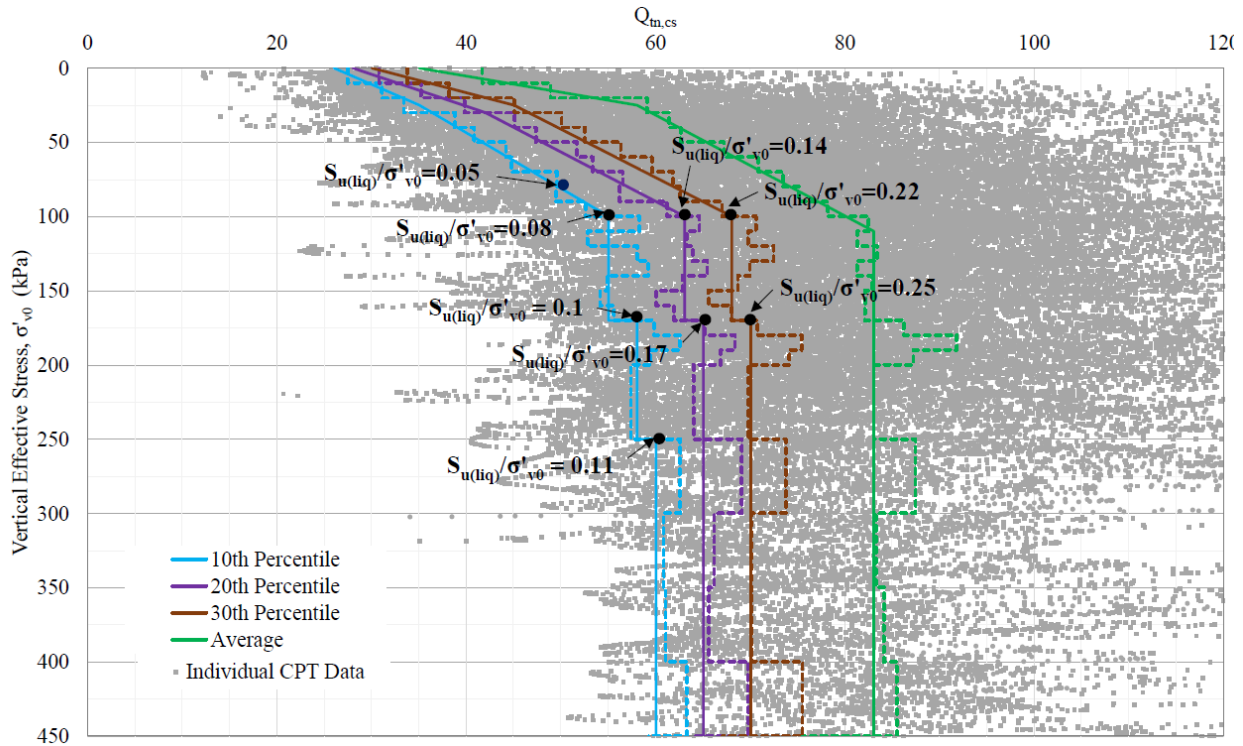 Q_tn,cs
0 20 40 60 80 100 120
Vertical Effective Stress, σ'_v0 (kPa)
0
50
100
150
200
250
300
350
400
450
S_u(liq)/σ'_v0=0.14
S_u(liq)/σ'_v0=0.05
S_u(liq)/σ'_v0=0.22
S_u(liq)/σ'_v0=0.08
S_u(liq)/σ'_v0=0.25
S_u(liq)/σ'_v0 = 0.1
S_u(liq)/σ'_v0=0.17
S_u(liq)/σ'_v0 = 0.11
10th Percentile
20th Percentile
30th Percentile
Average
Individual CPT Data